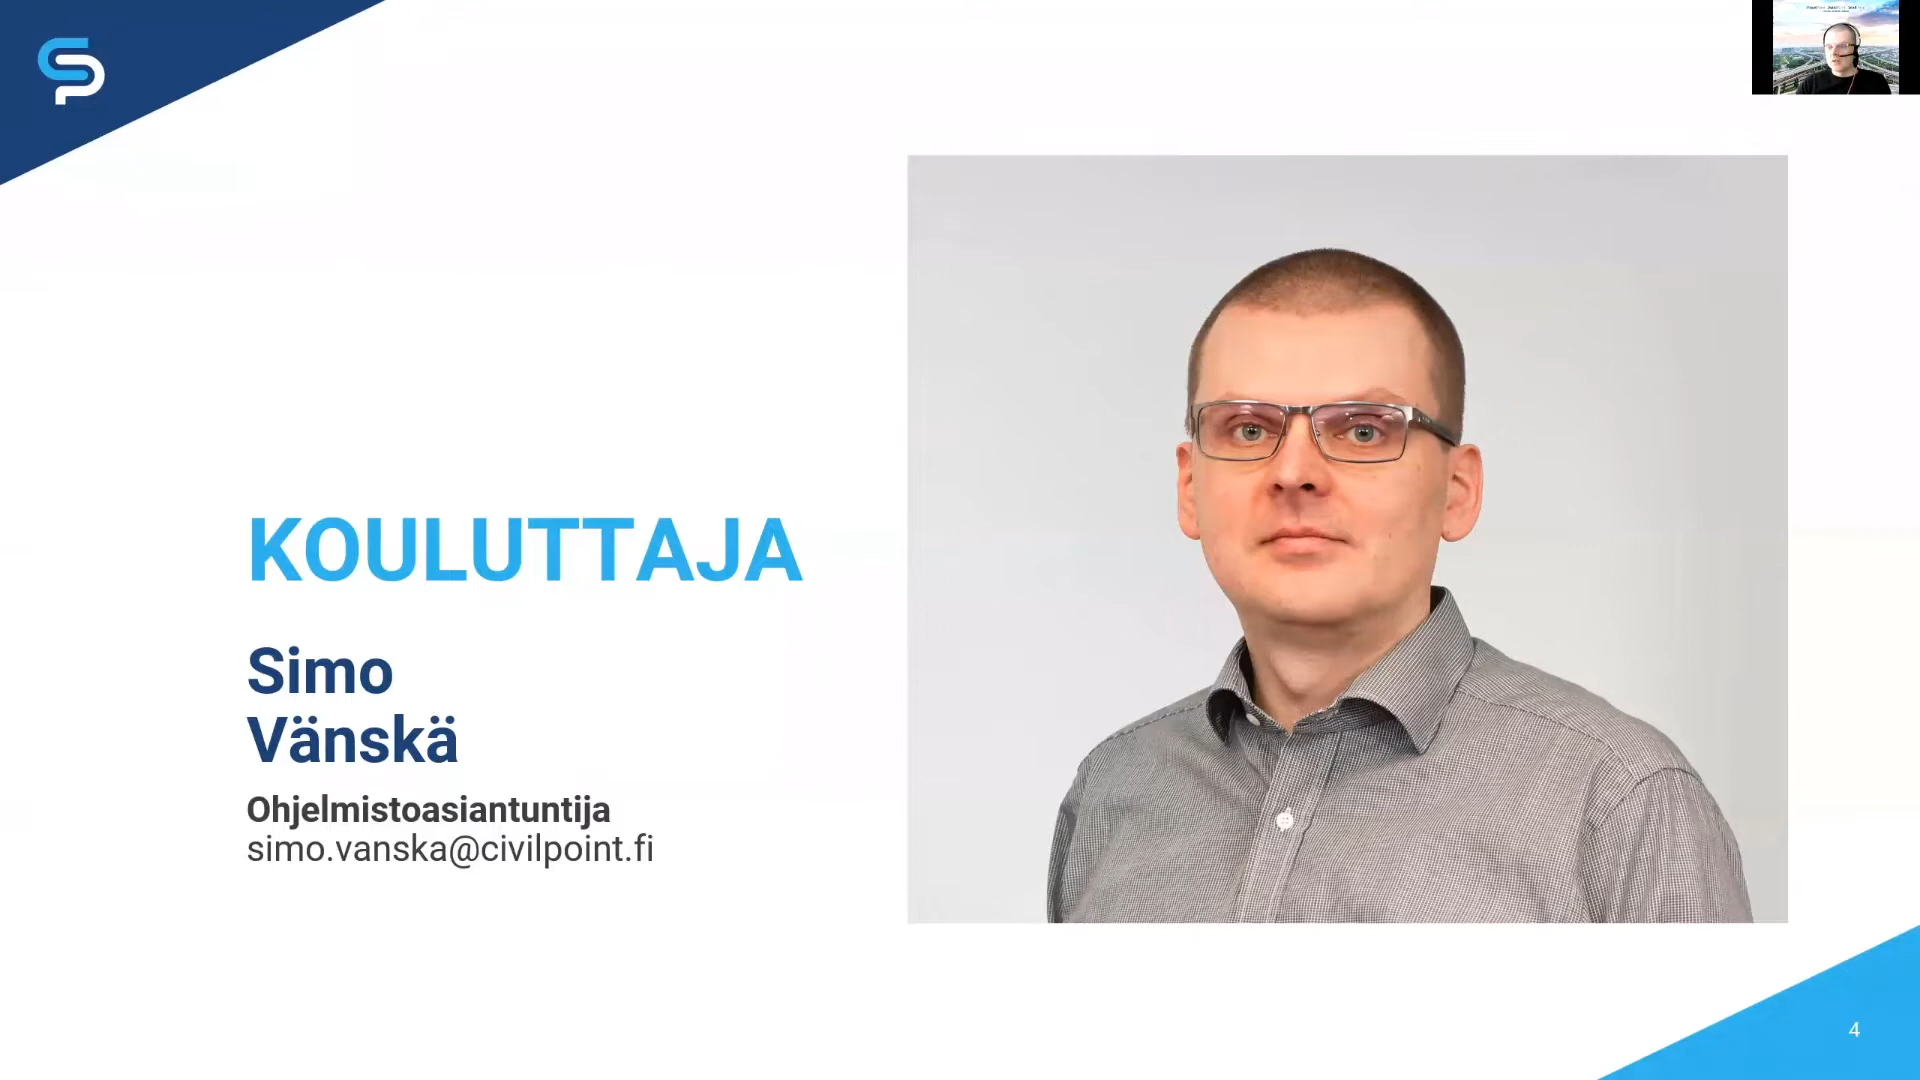 KOULUTTAJA
Simo
Vänskä
Ohjelmistoasiantuntija
simo.vanska@civilpoint.fi
4